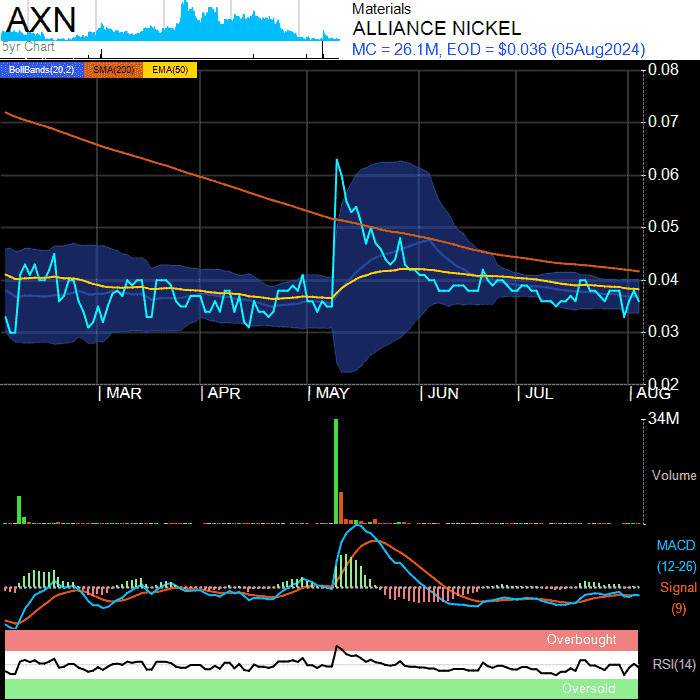 AXN
5yr Chart
Materials
ALLIANCE NICKEL
MC = 26.1M, EOD = $0.036 (05Aug2024)
BollBands(20,2) SMA(200) EMA(50)
0.08
0.07
0.06
0.05
0.04
0.03
0.02
| MAR | APR | MAY | JUN | JUL | AUG
34M
Volume
MACD
(12-26)
Signal
(9)
Overbought
RSI(14)
Oversold